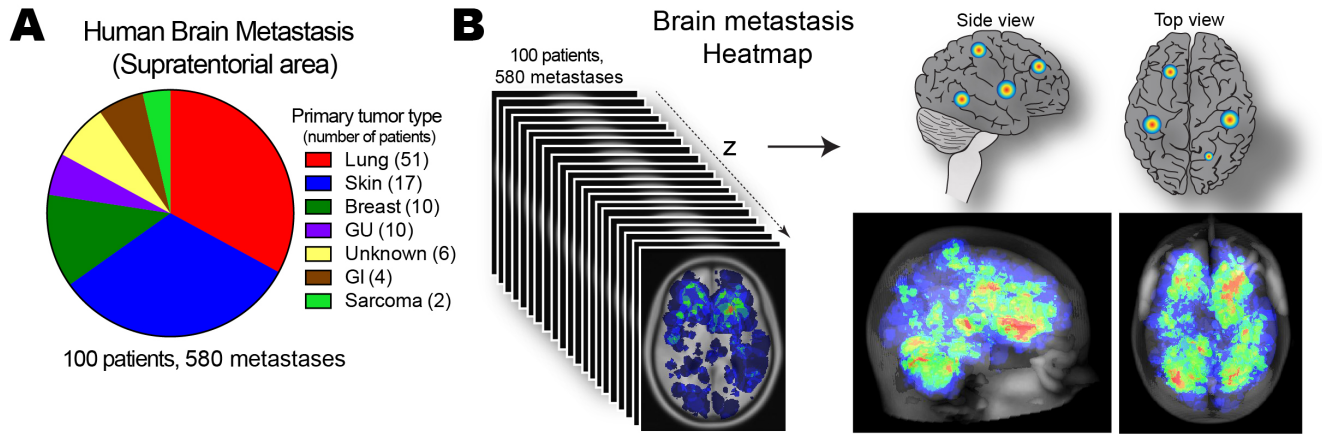 A
Human Brain Metastasis
(Supratentorial area)
Primary tumor type
(number of patients)
Lung (51)
Skin (17)
Breast (10)
GU (10)
Unknown (6)
GI (4)
Sarcoma (2)
100 patients, 580 metastases
B
Brain metastasis
Heatmap
100 patients,
580 metastases
z
Side view
Top view